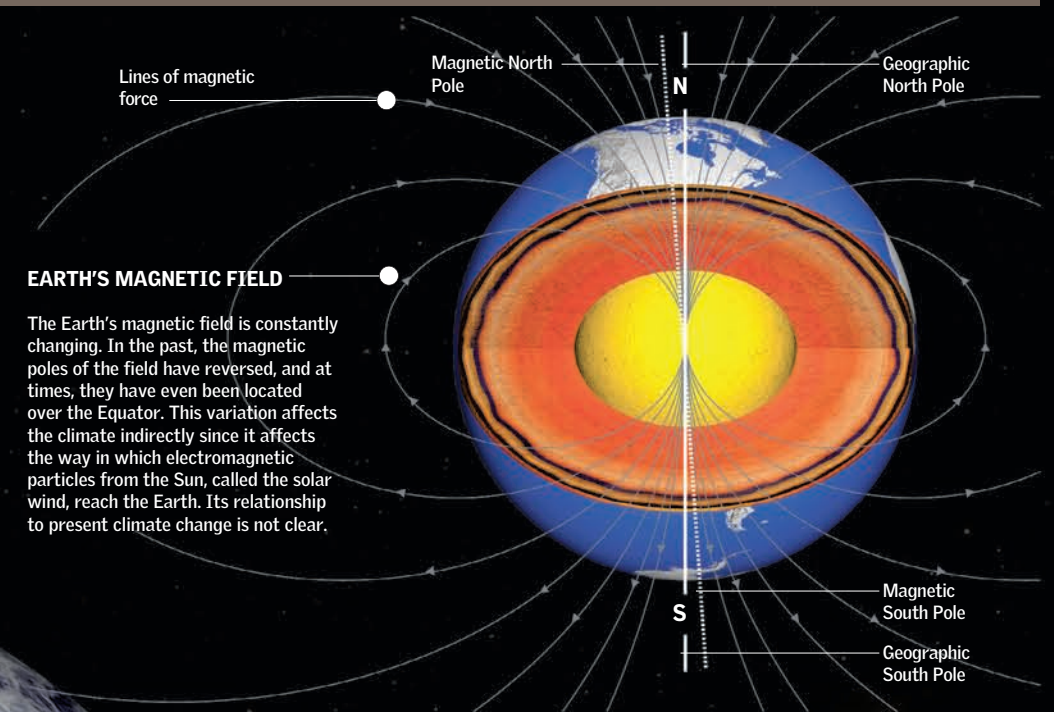 Lines of magnetic
force
Magnetic North
Pole
N
Geographic
North Pole
EARTH'S MAGNETIC FIELD
The Earth's magnetic field is constantly
changing. In the past, the magnetic
poles of the field have reversed, and at
times, they have even been located
over the Equator. This variation affects
the climate indirectly since it affects
the way in which electromagnetic
particles from the Sun, called the solar
wind, reach the Earth. Its relationship
to present climate change is not clear.
Magnetic
South Pole
S
Geographic
South Pole